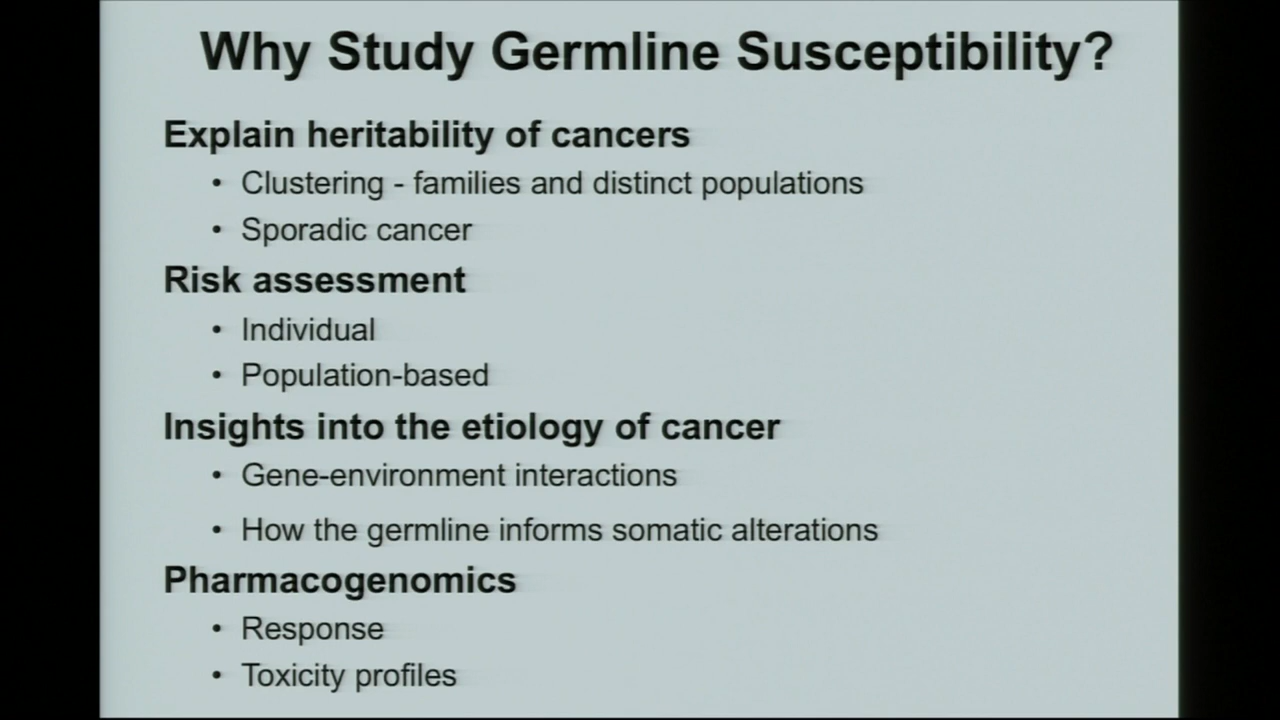 Why Study Germline Susceptibility?
Explain heritability of cancers
• Clustering - families and distinct populations
• Sporadic cancer
Risk assessment
• Individual
• Population-based
Insights into the etiology of cancer
• Gene-environment interactions
• How the germline informs somatic alterations
Pharmacogenomics
• Response
• Toxicity profiles